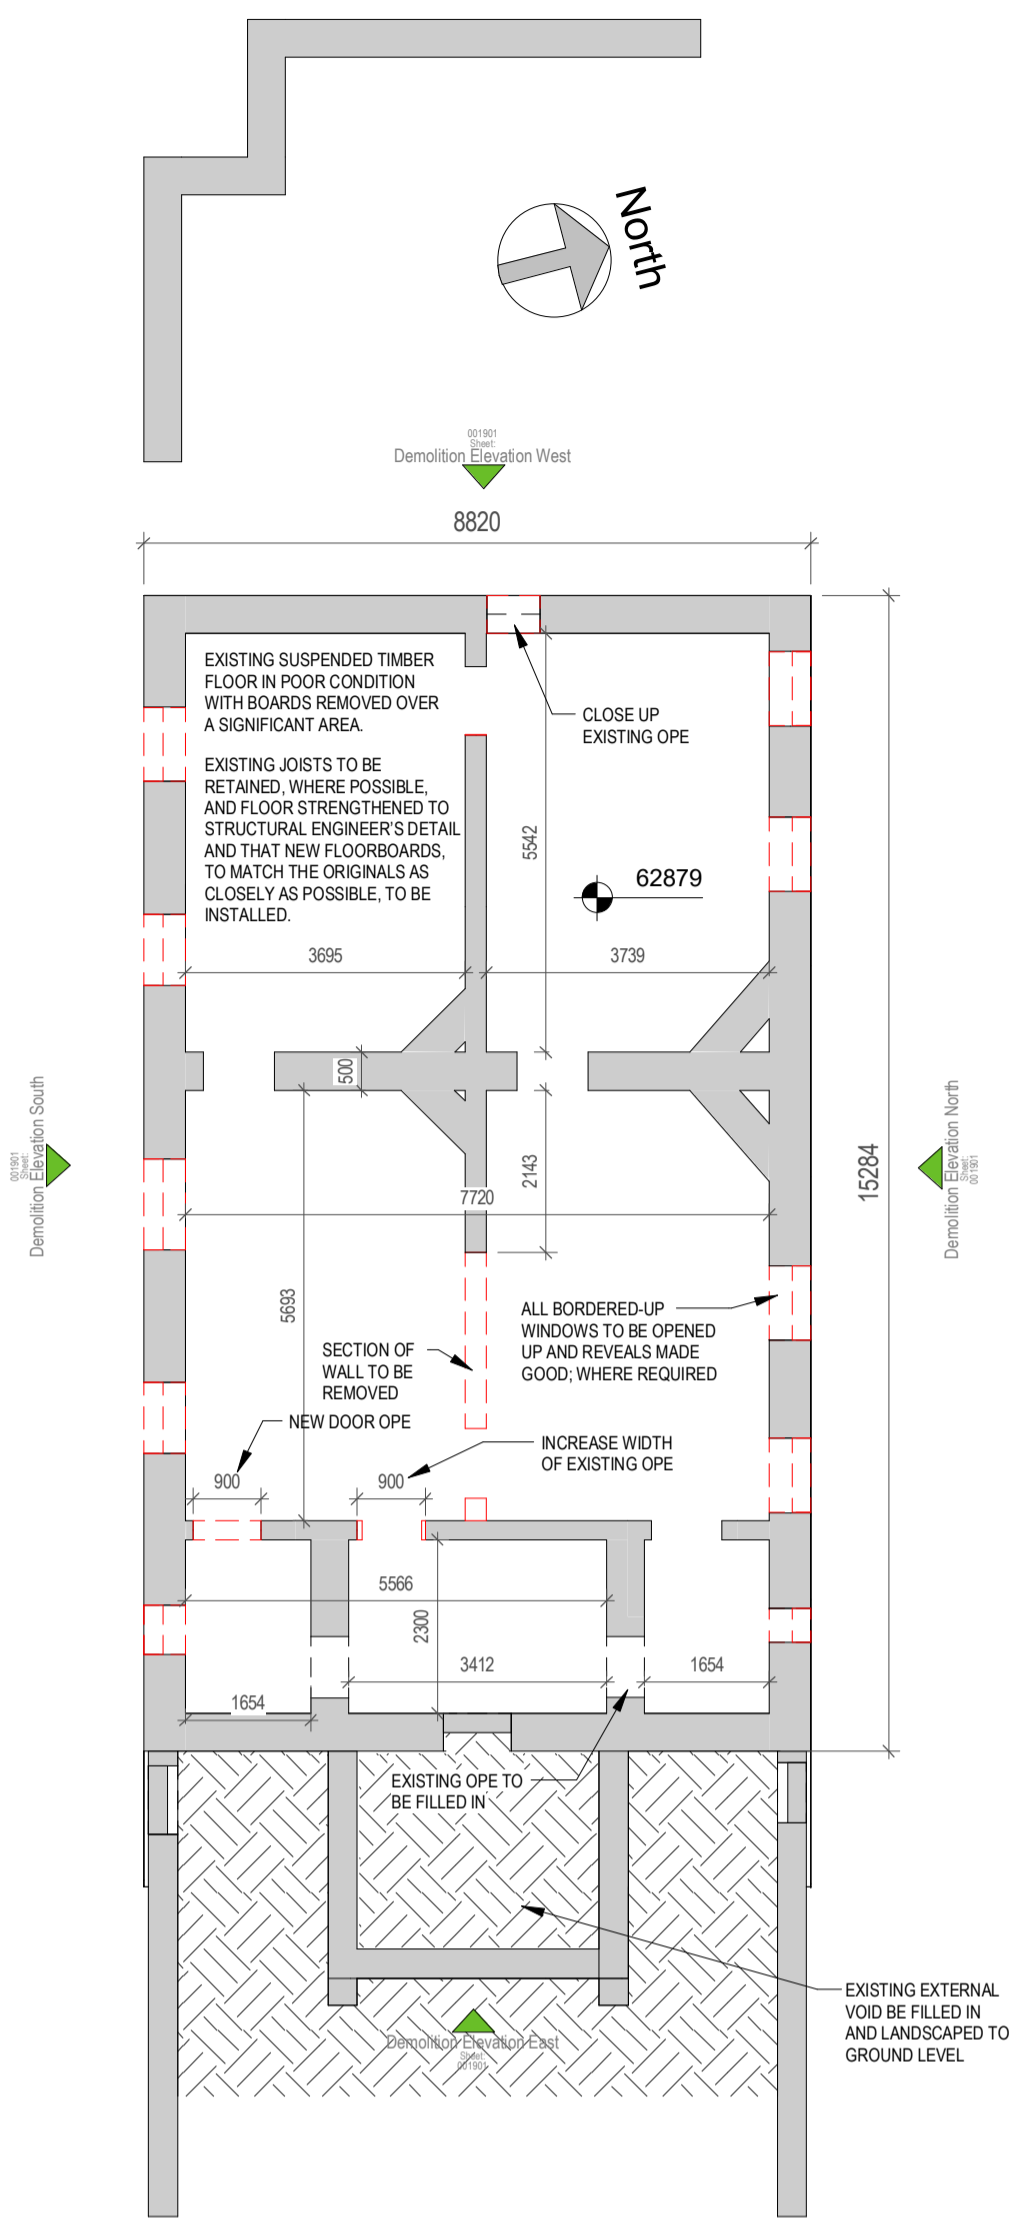 North
001901
Sheet:
Demolition Elevation West
8820
EXISTING SUSPENDED TIMBER
FLOOR IN POOR CONDITION
WITH BOARDS REMOVED OVER
A SIGNIFICANT AREA.
EXISTING JOISTS TO BE
RETAINED, WHERE POSSIBLE,
AND FLOOR STRENGTHENED TO
STRUCTURAL ENGINEER'S DETAIL
AND THAT NEW FLOORBOARDS,
TO MATCH THE ORIGINALS AS
CLOSELY AS POSSIBLE, TO BE
INSTALLED.
CLOSE UP
EXISTING OPE
5542
62879
3695
3739
500
Demolition Elevation South
Sheet:
001901
2143
15284
Demolition Elevation North
Sheet:
001901
7720
5693
ALL BORDERED-UP
WINDOWS TO BE OPENED
UP AND REVEALS MADE
GOOD; WHERE REQUIRED
SECTION OF
WALL TO BE
REMOVED
NEW DOOR OPE
INCREASE WIDTH
OF EXISTING OPE
900
900
5566
2300
3412
1654
1654
EXISTING OPE TO
BE FILLED IN
EXISTING EXTERNAL
VOID BE FILLED IN
AND LANDSCAPED TO
GROUND LEVEL
Demolition Elevation East
Sheet:
001901